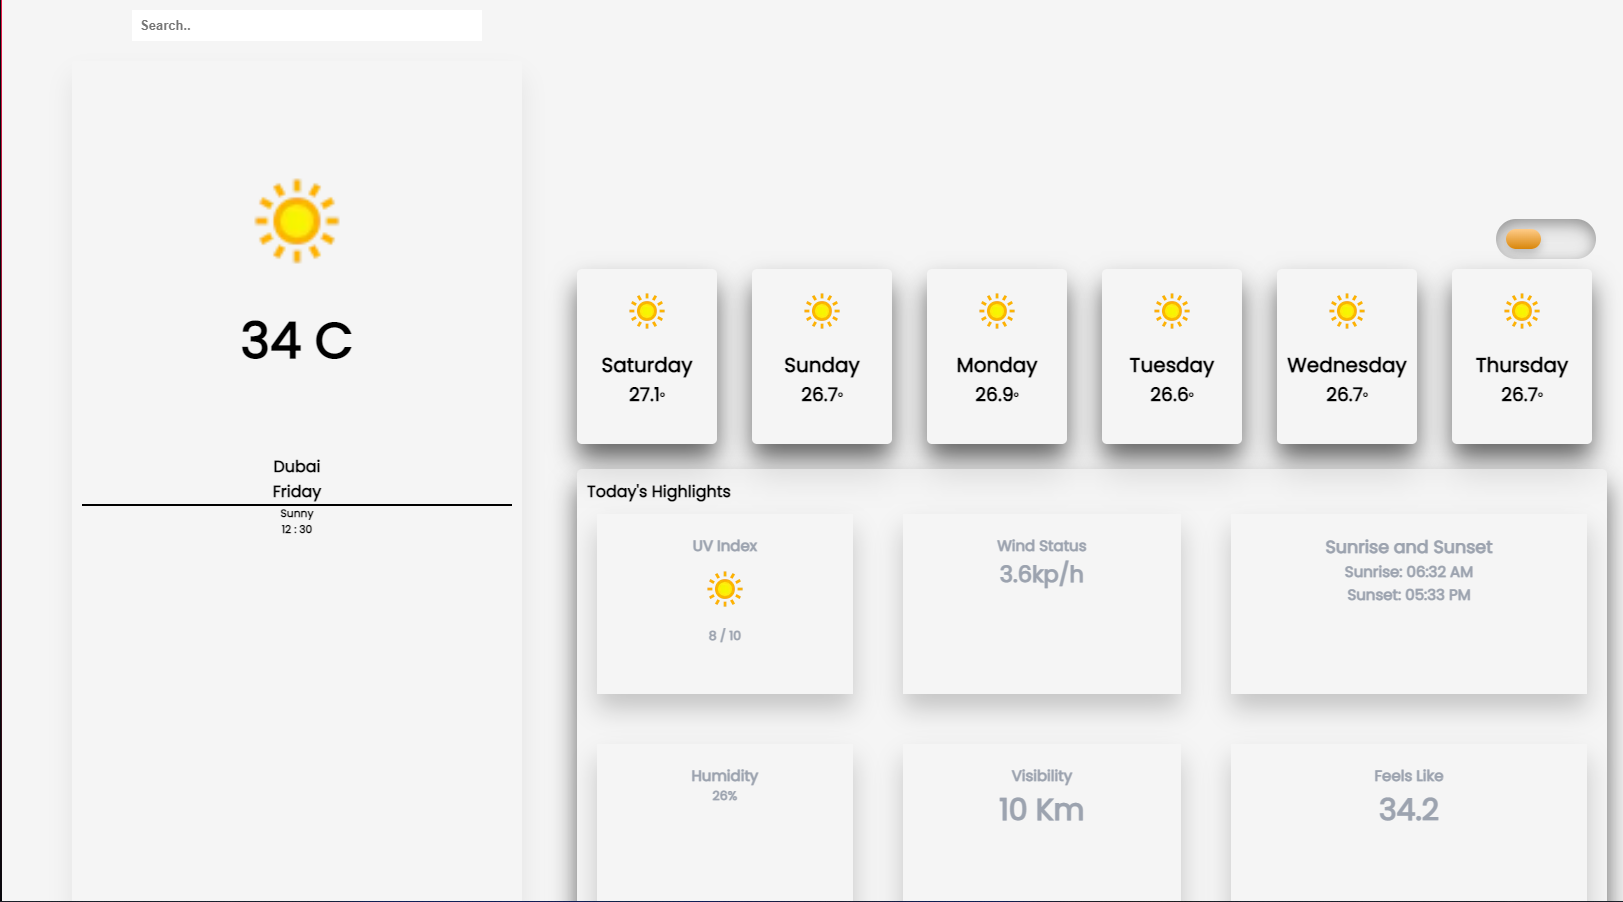 Search..
34 C
Dubai
Friday
Sunny
12 : 30
Saturday
27.1°
Sunday
26.7°
Monday
26.9°
Tuesday
26.6°
Wednesday
26.7°
Thursday
26.7°
Today's Highlights
UV Index
8 / 10
Wind Status
3.6kp/h
Sunrise and Sunset
Sunrise: 06:32 AM
Sunset: 05:33 PM
Humidity
26%
Visibility
10 Km
Feels Like
34.2